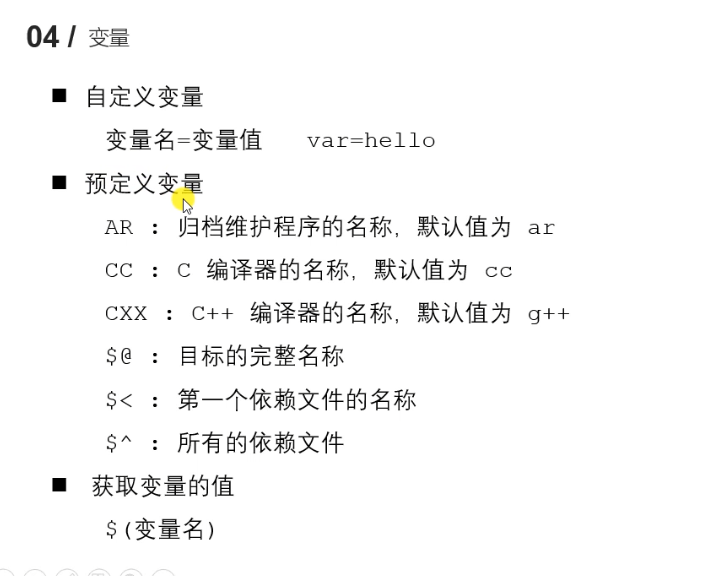 04 / 变量
■ 自定义变量
变量名=变量值 var=hello
■ 预定义变量
AR : 归档维护程序的名称, 默认值为 ar
CC : C 编译器的名称, 默认值为 cc
CXX : C++ 编译器的名称, 默认值为 g++
$@ : 目标的完整名称
$< : 第一个依赖文件的名称
$^ : 所有的依赖文件
■ 获取变量的值
$(变量名)